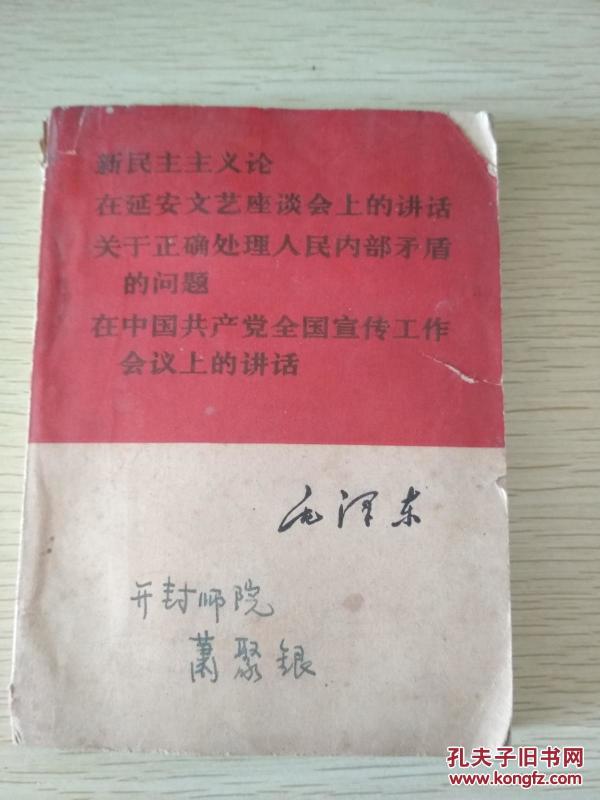 新民主主义论
在延安文艺座谈会上的讲话
关于正确处理人民内部矛盾
的问题
在中国共产党全国宣传工作
会议上的讲话
毛泽东
开封师院
萧聚银
孔夫子旧书网
www.kongfz.com